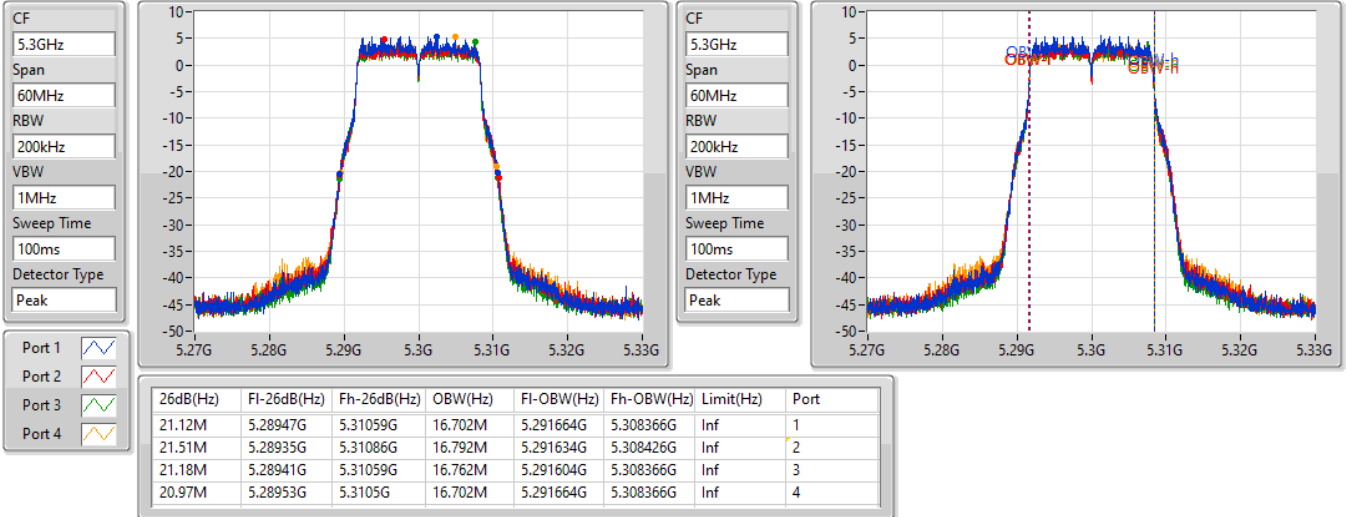 CF
5.3GHz
Span
60MHz
RBW
200kHz
VBW
1MHz
Sweep Time
100ms
Detector Type
Peak
10
5
0
-5
-10
-15
-20
-25
-30
-35
-40
-45
-50
5.27G 5.28G 5.29G 5.3G 5.31G 5.32G 5.33G
CF
5.3GHz
Span
60MHz
RBW
200kHz
VBW
1MHz
Sweep Time
100ms
Detector Type
Peak
10
5
0
-5
-10
-15
-20
-25
-30
-35
-40
-45
-50
OBW-h
5.27G 5.28G 5.29G 5.3G 5.31G 5.32G 5.33G
Port 1
Port 2
Port 3
Port 4
26dB(Hz) Fl-26dB(Hz) Fh-26dB(Hz) OBW(Hz) Fl-OBW(Hz) Fh-OBW(Hz) Limit(Hz) Port
21.12M 5.28947G 5.31059G 16.702M 5.291664G 5.308366G Inf 1
21.51M 5.28935G 5.31086G 16.792M 5.291634G 5.308426G Inf 2
21.18M 5.28941G 5.31059G 16.762M 5.291604G 5.308366G Inf 3
20.97M 5.28953G 5.3105G 16.702M 5.291664G 5.308366G Inf 4